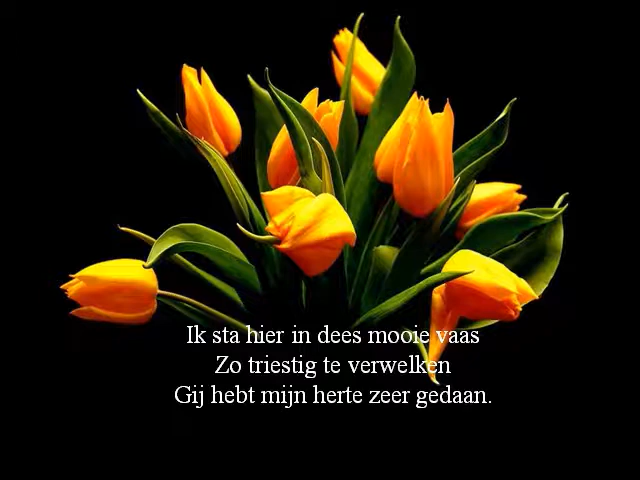 Ik sta hier in dees mooie vaas
Zo triestig te verwelken
Gij hebt mijn herte zeer gedaan.